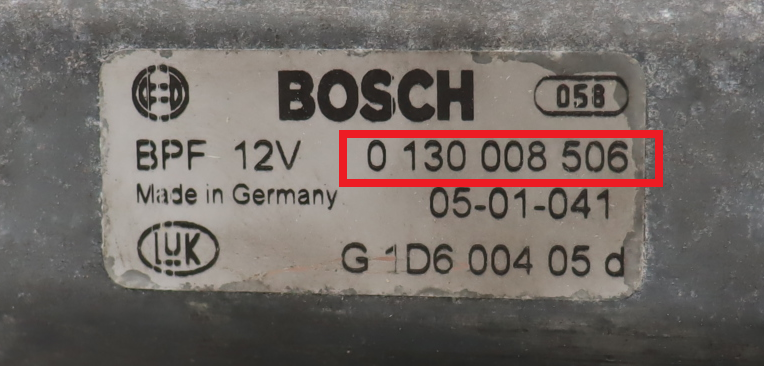 BOSCH 058
BPF 12V 0 130 008 506
Made in Germany 05-01-041
LUK G 1D6 004 05 d